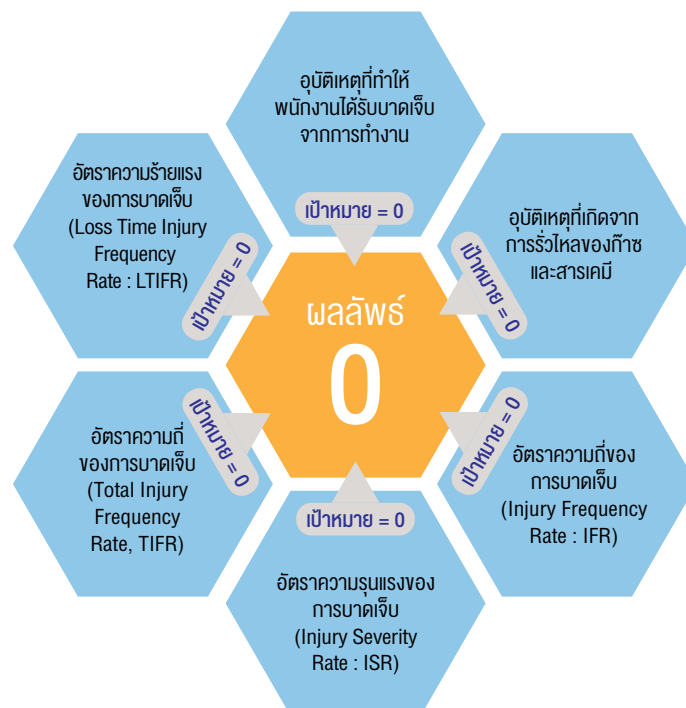 อุบัติเหตุที่ทำให้
พนักงานได้รับบาดเจ็บ
จากการทำงาน
เป้าหมาย = 0
อัตราความร้ายแรง
ของการบาดเจ็บ
(Loss Time Injury
Frequency
Rate : LTIFR)
เป้าหมาย = 0
อุบัติเหตุที่เกิดจาก
การรั่วไหลของก๊าซ
และสารเคมี
เป้าหมาย = 0
ผลลัพธ์
0
อัตราความถี่
ของการบาดเจ็บ
(Total Injury
Frequency
Rate, TIFR)
เป้าหมาย = 0
อัตราความถี่ของ
การบาดเจ็บ
(Injury Frequency
Rate : IFR)
เป้าหมาย = 0
เป้าหมาย = 0
อัตราความรุนแรงของ
การบาดเจ็บ
(Injury Severity
Rate : ISR)